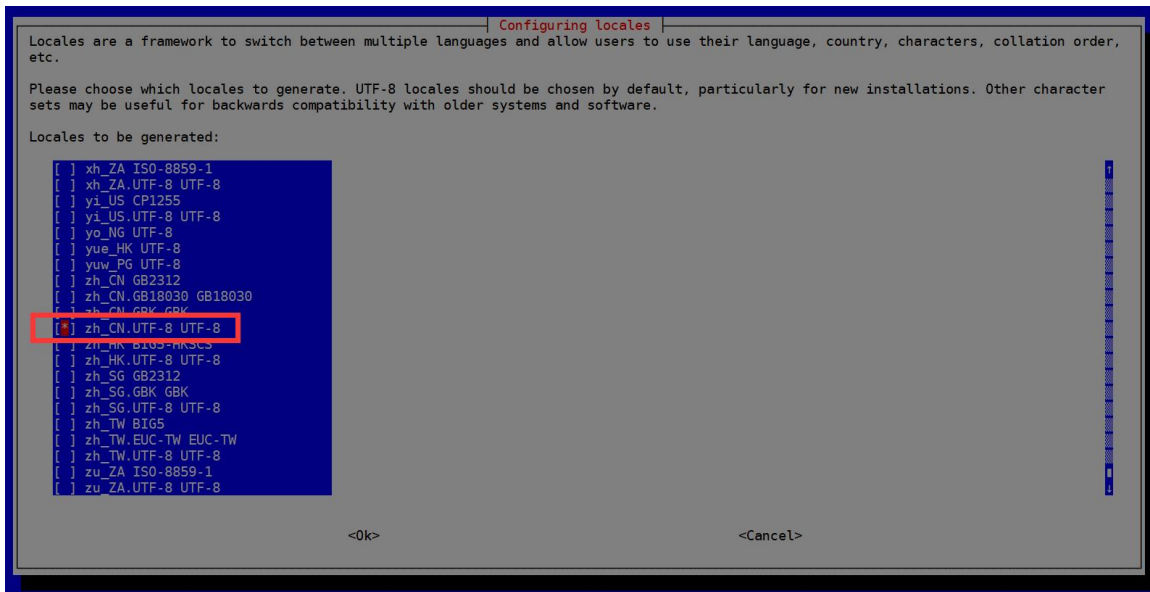 Configuring locales
Locales are a framework to switch between multiple languages and allow users to use their language, country, characters, collation order,
etc.
Please choose which locales to generate. UTF-8 locales should be chosen by default, particularly for new installations. Other character
sets may be useful for backwards compatibility with older systems and software.
Locales to be generated:
[ ] xh_ZA ISO-8859-1
[ ] xh_ZA.UTF-8 UTF-8
[ ] yi_US CP1255
[ ] yi_US.UTF-8 UTF-8
[ ] yo_NG UTF-8
[ ] yue_HK UTF-8
[ ] yuw_PG UTF-8
[ ] zh_CN GB2312
[ ] zh_CN.GB18030 GB18030
[ ] zh_CN.GBK GBK
[*] zh_CN.UTF-8 UTF-8
[ ] zh_HK BIG5-HKSCS
[ ] zh_HK.UTF-8 UTF-8
[ ] zh_SG GB2312
[ ] zh_SG.GBK GBK
[ ] zh_SG.UTF-8 UTF-8
[ ] zh_TW BIG5
[ ] zh_TW.EUC-TW EUC-TW
[ ] zh_TW.UTF-8 UTF-8
[ ] zu_ZA ISO-8859-1
[ ] zu_ZA.UTF-8 UTF-8
<Ok> <Cancel>